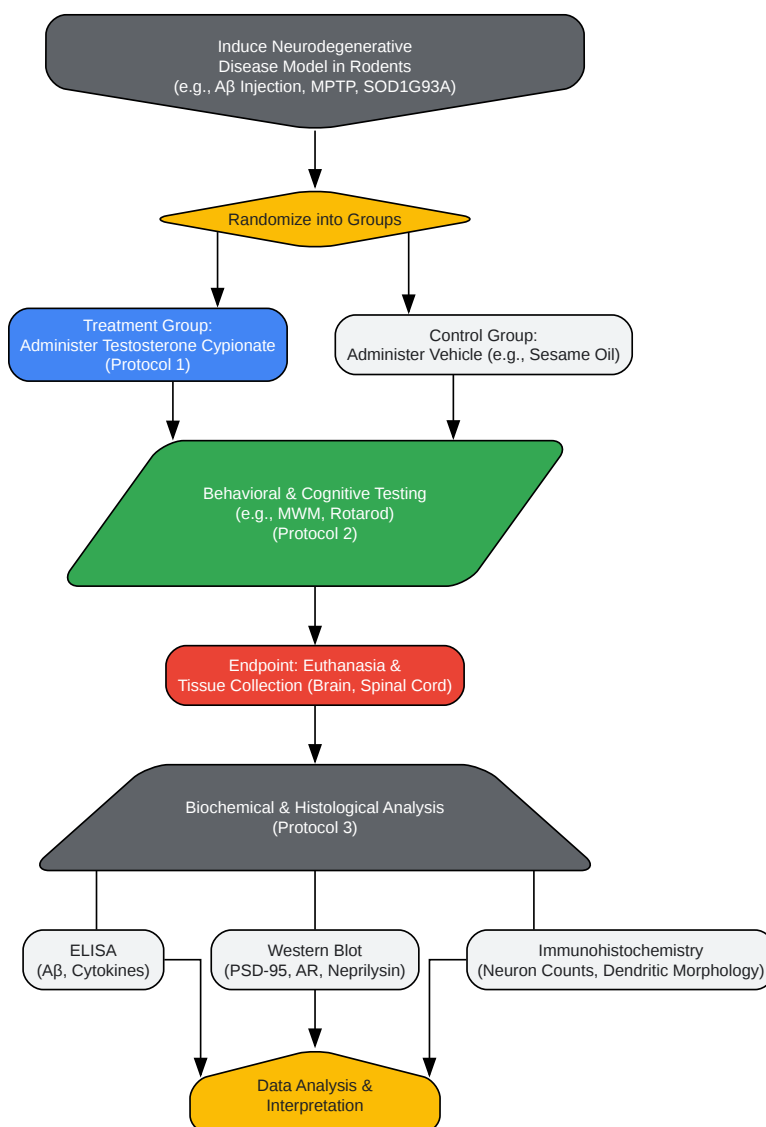 Induce Neurodegenerative
Disease Model in Rodents
(e.g., Aβ Injection, MPTP, SOD1G93A)
Randomize into Groups
Treatment Group:
Administer Testosterone Cypionate
(Protocol 1)
Control Group:
Administer Vehicle (e.g., Sesame Oil)
Behavioral & Cognitive Testing
(e.g., MWM, Rotarod)
(Protocol 2)
Endpoint: Euthanasia &
Tissue Collection (Brain, Spinal Cord)
Biochemical & Histological Analysis
(Protocol 3)
ELISA
(Aβ, Cytokines)
Western Blot
(PSD-95, AR, Neprilysin)
Immunohistochemistry
(Neuron Counts, Dendritic Morphology)
Data Analysis &
Interpretation